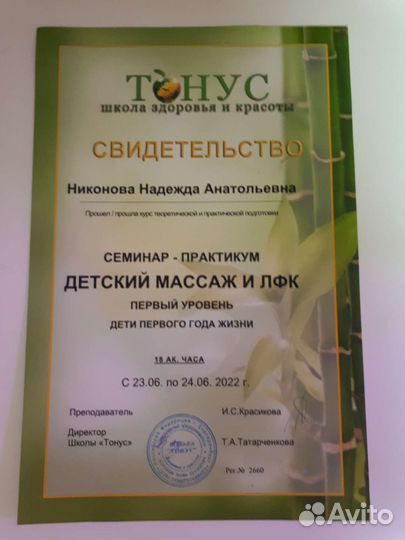 ТОНУС
школа здоровья и красоты
СВИДЕТЕЛЬСТВО
Никонова Надежда Анатольевна
Прошел / прошла курс теоретической и практической подготовки
СЕМИНАР - ПРАКТИКУМ
ДЕТСКИЙ МАССАЖ И ЛФК
ПЕРВЫЙ УРОВЕНЬ
ДЕТИ ПЕРВОГО ГОДА ЖИЗНИ
18 АК. ЧАСА
С 23.06. по 24.06. 2022 г.
Преподаватель И.С.Красикова
Директор
Школы «Тонус» Т.А.Татарченкова
ШКОЛА
"ТОНУС"
Рег.№ 2660
Avito